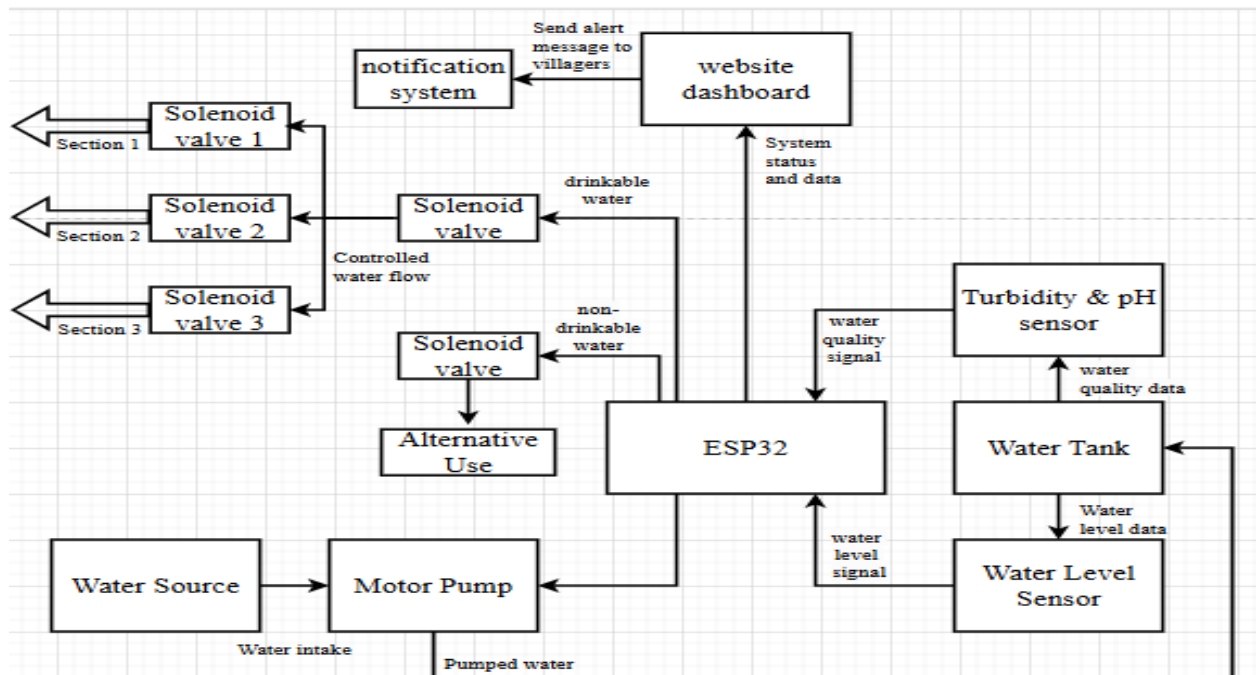 Send alert
message to
villagers
notification
system
website
dashboard
Solenoid
valve 1
Section 1
System
status
and data
drinkable
water
Solenoid
valve 2
Section 2
Solenoid
valve
Controlled
water flow
Solenoid
valve 3
Section 3
non-
drinkable
water
Solenoid
valve
Alternative
Use
Turbidity & pH
sensor
water
quality
signal
water
quality data
ESP32
Water Tank
Water
level data
water
level
signal
Water Level
Sensor
Water Source
Motor Pump
Water intake
Pumped water